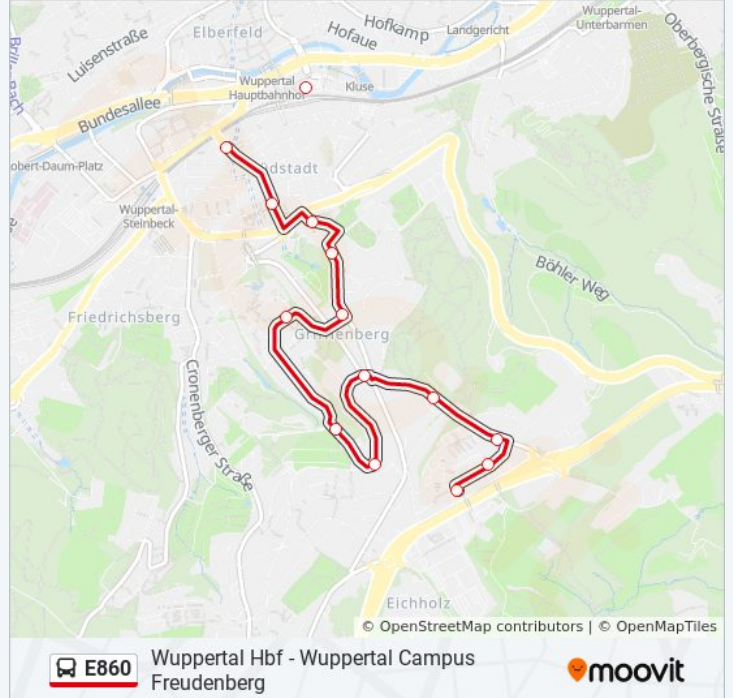 Hofkamp
Wuppertal-
Unterbarmen
Elberfeld
Landgericht
Oberbergische Straße
Luisenstraße
Hofaue
Wuppertal
Hauptbahnhof
Kluse
Bundesallee
obert-Daum-Platz
dstadt
Wuppertal-
Steinbeck
Böhler Weg
Friedrichsberg
Cronenberger Straße
Eichholz
© OpenStreetMap contributors | © OpenMapTiles
E860
Wuppertal Hbf - Wuppertal Campus
Freudenberg
moovit